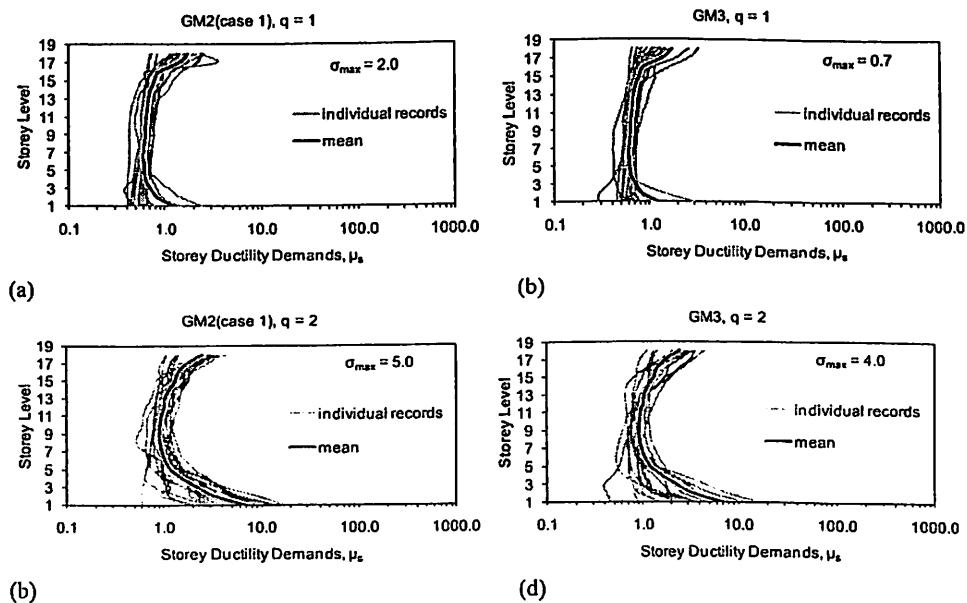 GM2(case 1), q = 1
19
17
15
13
11
9
7
5
3
1
Storey Level
σmax = 2.0
individual records
mean
0.1 1.0 10.0 100.0 1000.0
Storey Ductility Demands, μs
(a)
GM3, q = 1
19
17
15
13
11
9
7
5
3
1
Storey Level
σmax = 0.7
individual records
mean
0.1 1.0 10.0 100.0 1000.0
Storey Ductility Demands, μs
(b)
GM2(case 1), q = 2
19
17
15
13
11
9
7
5
3
1
Storey Level
σmax = 5.0
individual records
mean
0.1 1.0 10.0 100.0 1000.0
Storey Ductility Demands, μs
(b)
GM3, q = 2
19
17
15
13
11
9
7
5
3
1
Storey Level
σmax = 4.0
individual records
mean
0.1 1.0 10.0 100.0 1000.0
Storey Ductility Demands, μs
(d)